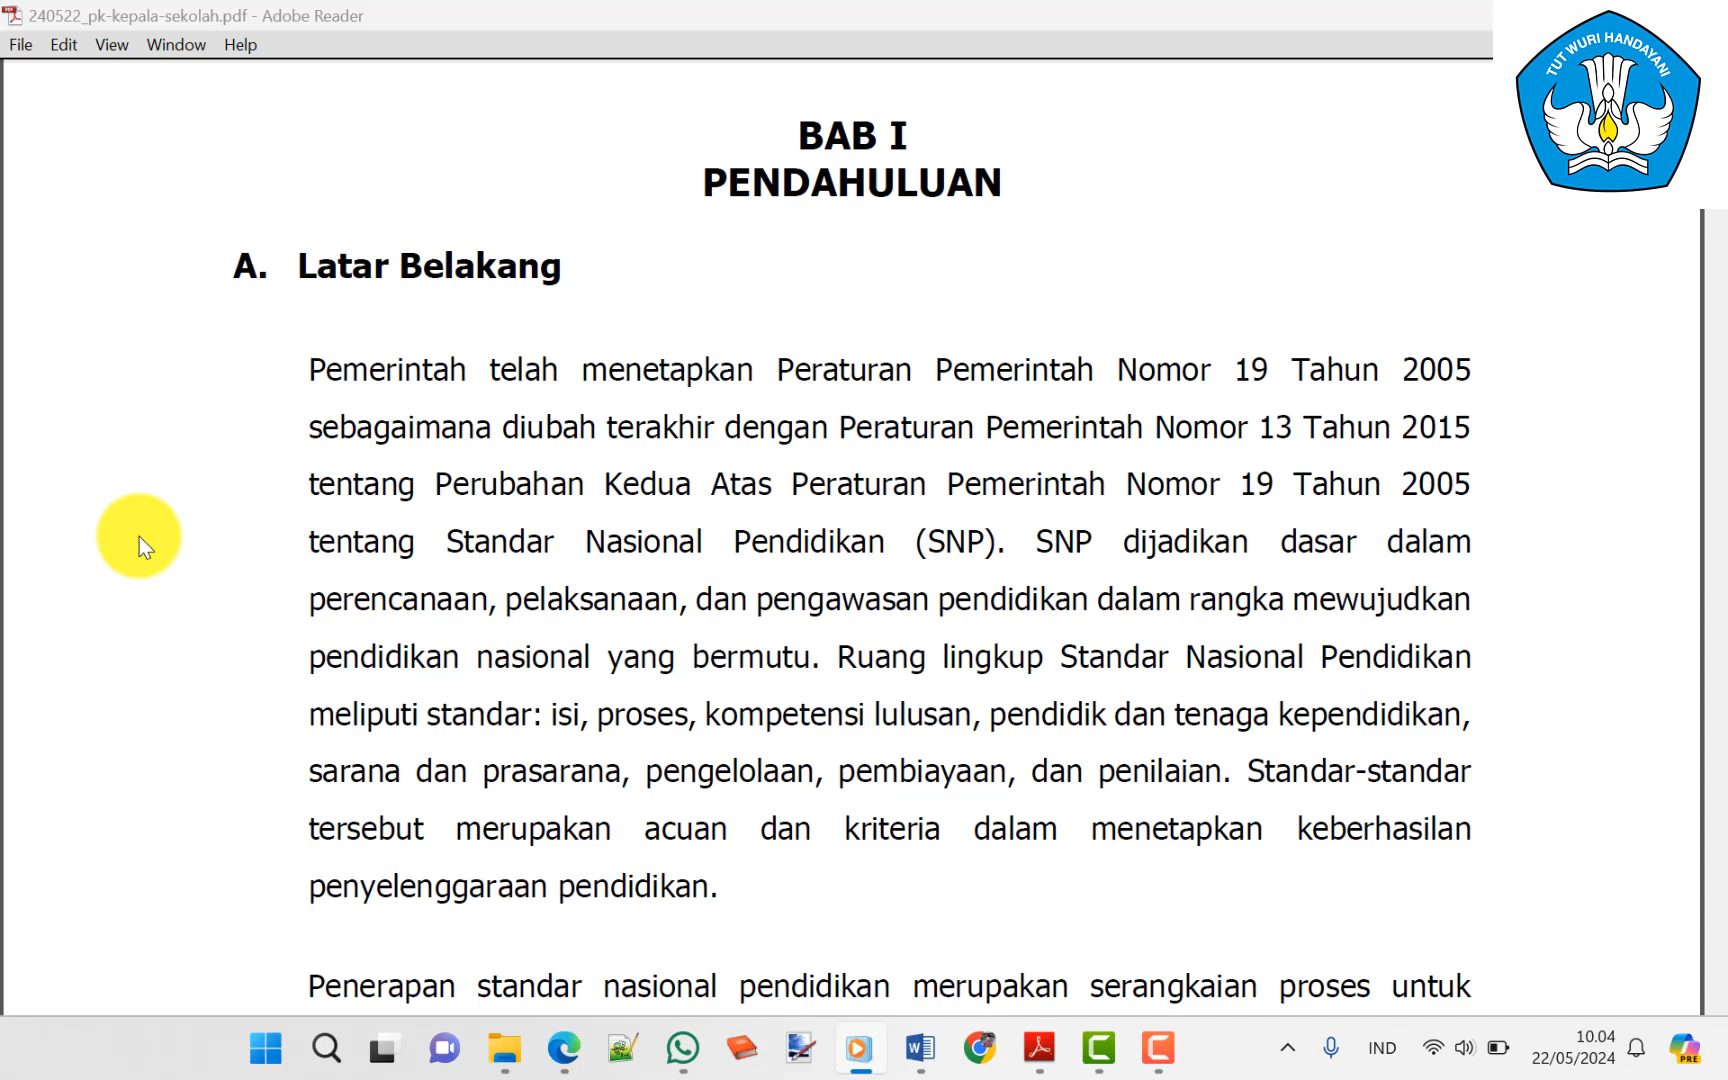 240522_pk-kepala-sekolah.pdf - Adobe Reader
File Edit View Window Help
TUT WURI HANDAYANI
BAB I
PENDAHULUAN
A. Latar Belakang
Pemerintah telah menetapkan Peraturan Pemerintah Nomor 19 Tahun 2005
sebagaimana diubah terakhir dengan Peraturan Pemerintah Nomor 13 Tahun 2015
tentang Perubahan Kedua Atas Peraturan Pemerintah Nomor 19 Tahun 2005
tentang Standar Nasional Pendidikan (SNP). SNP dijadikan dasar dalam
perencanaan, pelaksanaan, dan pengawasan pendidikan dalam rangka mewujudkan
pendidikan nasional yang bermutu. Ruang lingkup Standar Nasional Pendidikan
meliputi standar: isi, proses, kompetensi lulusan, pendidik dan tenaga kependidikan,
sarana dan prasarana, pengelolaan, pembiayaan, dan penilaian. Standar-standar
tersebut merupakan acuan dan kriteria dalam menetapkan keberhasilan
penyelenggaraan pendidikan.
Penerapan standar nasional pendidikan merupakan serangkaian proses untuk
IND
10.04
22/05/2024
PRE